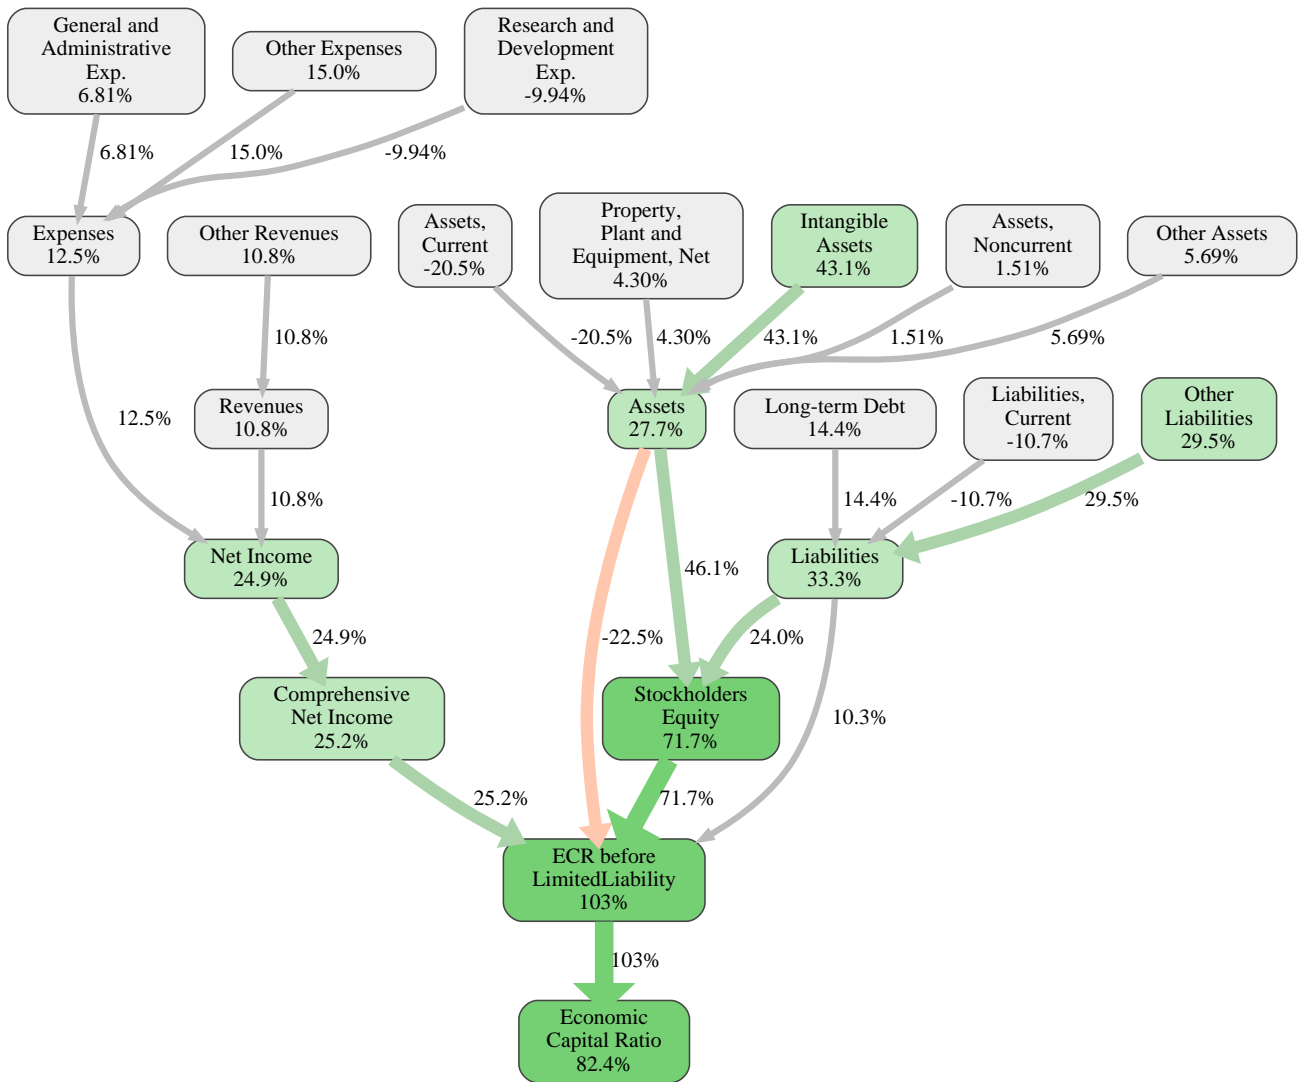 General and
Administrative
Exp.
6.81%
Other Expenses
15.0%
Research and
Development
Exp.
-9.94%
6.81%
15.0%
-9.94%
Expenses
12.5%
Other Revenues
10.8%
Assets,
Current
-20.5%
Property,
Plant and
Equipment, Net
4.30%
Intangible
Assets
43.1%
Assets,
Noncurrent
1.51%
Other Assets
5.69%
10.8%
-20.5%
4.30%
43.1%
1.51%
5.69%
12.5%
Revenues
10.8%
Assets
27.7%
Long-term Debt
14.4%
Liabilities,
Current
-10.7%
Other
Liabilities
29.5%
10.8%
14.4%
-10.7%
29.5%
Net Income
24.9%
46.1%
Liabilities
33.3%
24.9%
-22.5%
24.0%
Comprehensive
Net Income
25.2%
Stockholders
Equity
71.7%
10.3%
25.2%
71.7%
ECR before
LimitedLiability
103%
103%
Economic
Capital Ratio
82.4%